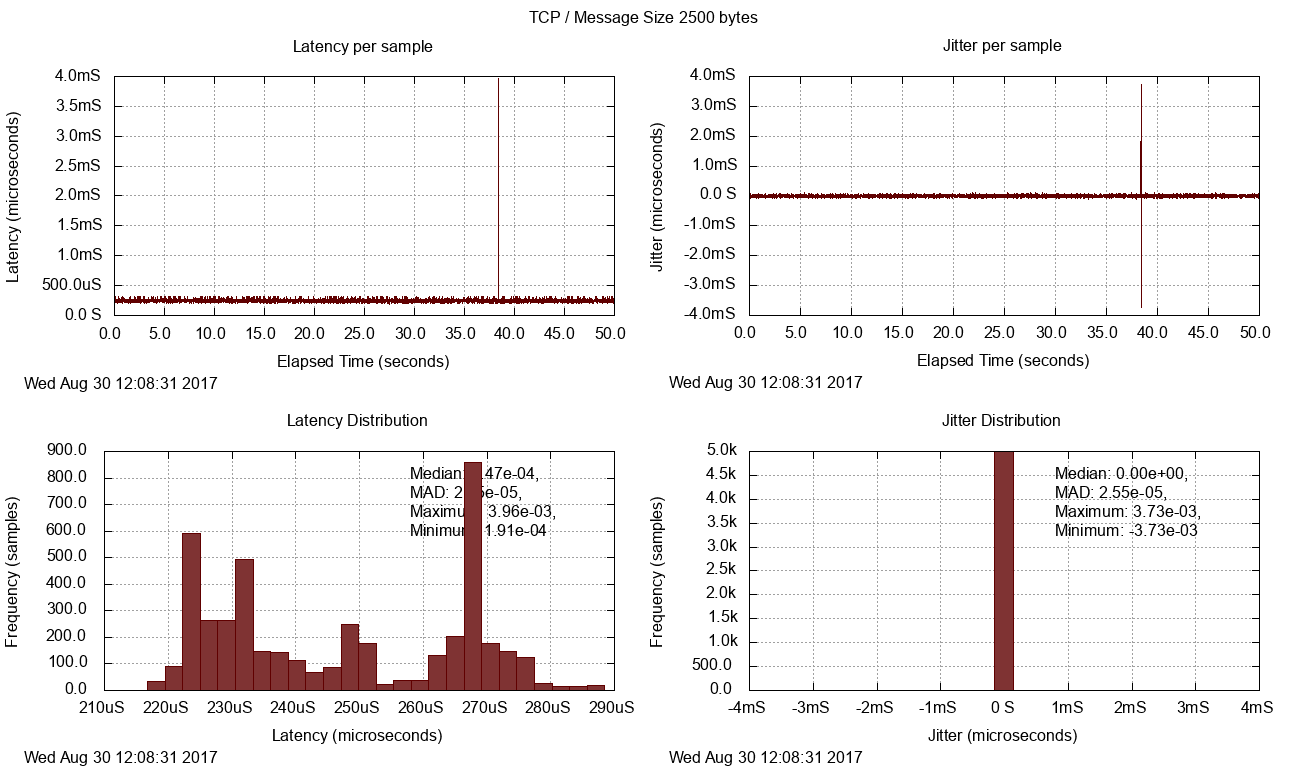 TCP / Message Size 2500 bytes
Latency per sample
4.0mS
3.5mS
3.0mS
2.5mS
2.0mS
1.5mS
1.0mS
500.0uS
0.0 S
Latency (microseconds)
0.0 5.0 10.0 15.0 20.0 25.0 30.0 35.0 40.0 45.0 50.0
Elapsed Time (seconds)
Wed Aug 30 12:08:31 2017
Jitter per sample
4.0mS
3.0mS
2.0mS
1.0mS
0.0 S
-1.0mS
-2.0mS
-3.0mS
-4.0mS
Jitter (microseconds)
0.0 5.0 10.0 15.0 20.0 25.0 30.0 35.0 40.0 45.0 50.0
Elapsed Time (seconds)
Wed Aug 30 12:08:31 2017
Latency Distribution
900.0
800.0
700.0
600.0
500.0
400.0
300.0
200.0
100.0
0.0
Frequency (samples)
Median: 47e-04,
MAD: 5e-05,
Maximum: 3.96e-03,
Minimum: 1.91e-04
210uS 220uS 230uS 240uS 250uS 260uS 270uS 280uS 290uS
Latency (microseconds)
Wed Aug 30 12:08:31 2017
Jitter Distribution
5.0k
4.5k
4.0k
3.5k
3.0k
2.5k
2.0k
1.5k
1.0k
500.0
0.0
Frequency (samples)
Median: 0.00e+00,
MAD: 2.55e-05,
Maximum: 3.73e-03,
Minimum: -3.73e-03
-4mS -3mS -2mS -1mS 0 S 1mS 2mS 3mS 4mS
Jitter (microseconds)
Wed Aug 30 12:08:31 2017